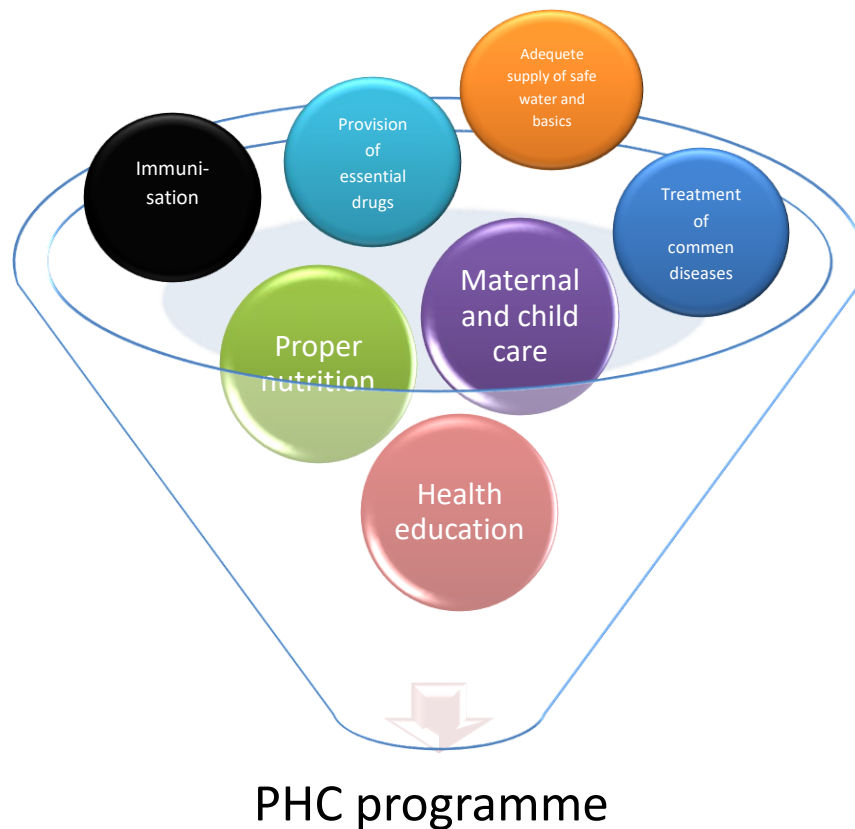 Adequete
supply of safe
water and
basics
Provision
of
essential
drugs
Immuni-
sation
Treatment
of
commen
diseases
Maternal
and child
care
Proper
nutrition
Health
education
PHC programme